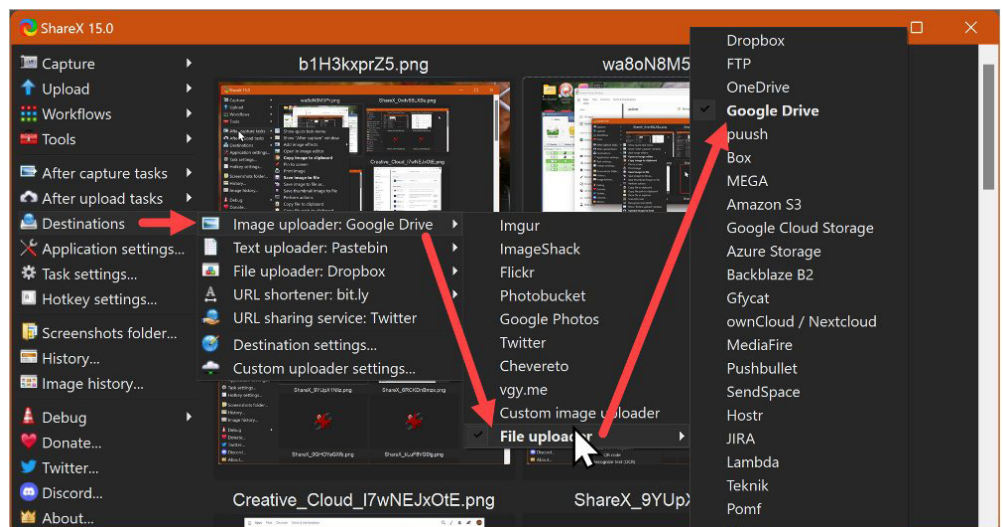 ShareX 15.0
Capture
Upload
Workflows
Tools
After capture tasks
After upload tasks
Destinations
Application settings...
Task settings...
Hotkey settings...
Screenshots folder...
History...
Image history...
Debug
Donate...
Twitter...
Discord...
About...
b1H3kxprZ5.png
wa8oN8M5
Image uploader: Google Drive
Text uploader: Pastebin
File uploader: Dropbox
URL shortener: bit.ly
URL sharing service: Twitter
Destination settings...
Custom uploader settings...
Imgur
ImageShack
Flickr
Photobucket
Google Photos
Twitter
Chevereto
vgy.me
Custom image uploader
File uploader
Dropbox
FTP
OneDrive
Google Drive
puush
Box
MEGA
Amazon S3
Google Cloud Storage
Azure Storage
Backblaze B2
Gfycat
ownCloud / Nextcloud
MediaFire
Pushbullet
SendSpace
Hostr
JIRA
Lambda
Teknik
Pomf
Creative_Cloud_l7wNEJxOtE.png
ShareX_9YUpX